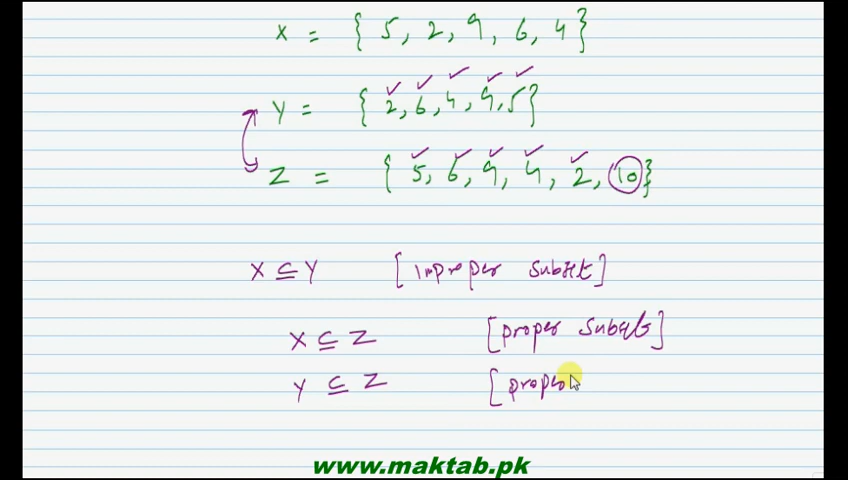 X = { 5, 2, 9, 6, 4 }
Y = { 2, 6, 4, 9, 5 }
Z = { 5, 6, 9, 4, 2, 10 }
X ⊆ Y [ improper subset ]
X ⊆ Z [ proper subset ]
Y ⊆ Z [ proper
www.maktab.pk